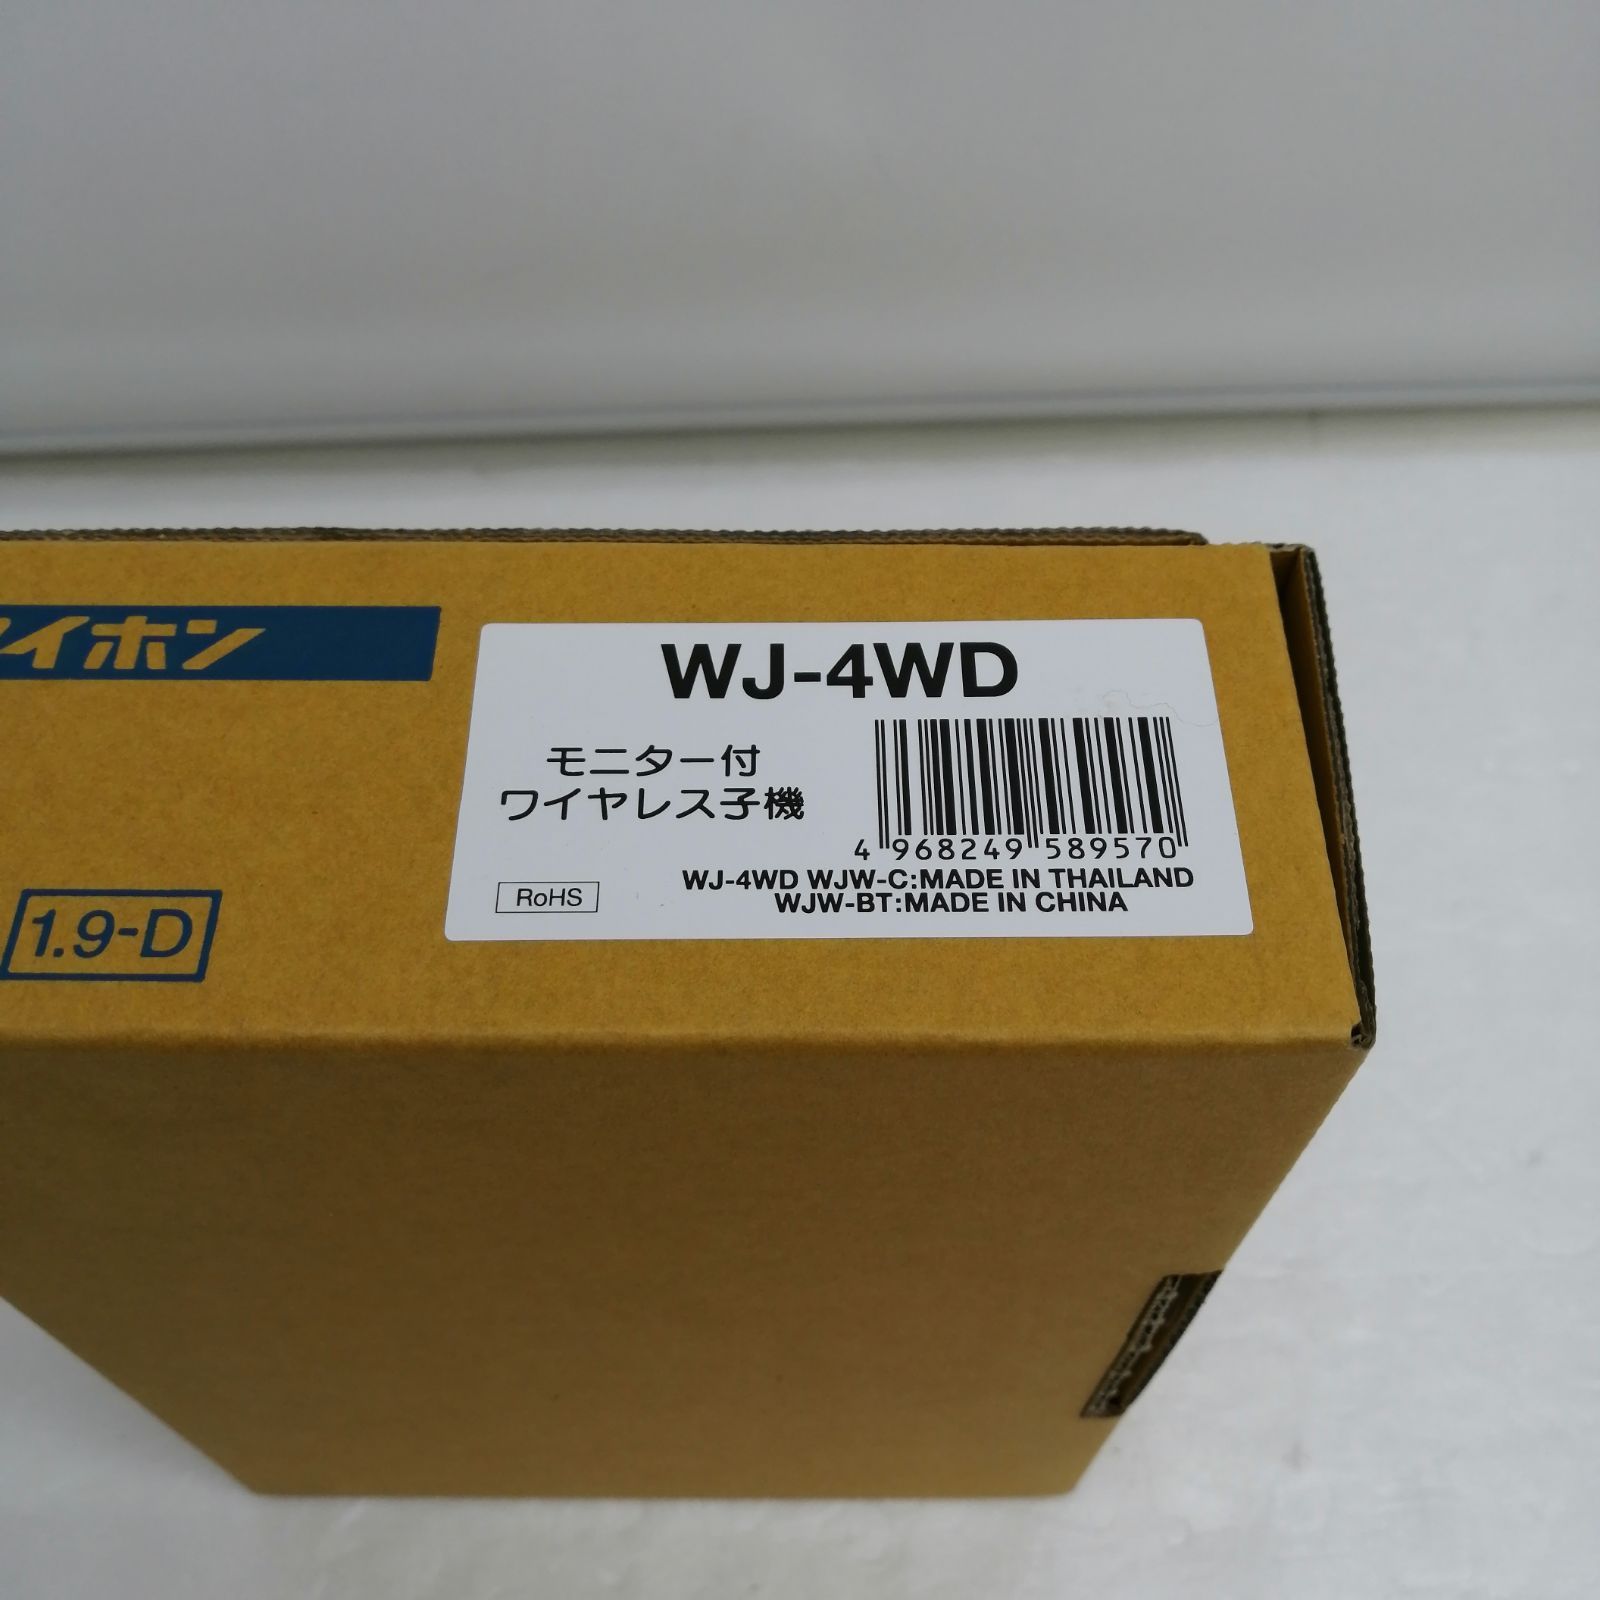 イホン
WJ-4WD
モニター付
ワイヤレス子機
4 968249 589570
WJ-4WD WJW-C:MADE IN THAILAND
WJW-BT:MADE IN CHINA
RoHS
1.9-D